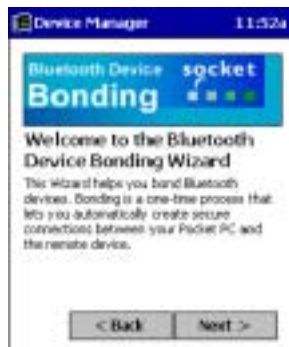 Device Manager 11:52a
Bluetooth Device socket
Bonding
Welcome to the Bluetooth
Device Bonding Wizard
This Wizard helps you bond Bluetooth
devices. Bonding is a one-time process that
lets you automatically create secure
connections between your Pocket PC and
the remote device.
< Back Next >